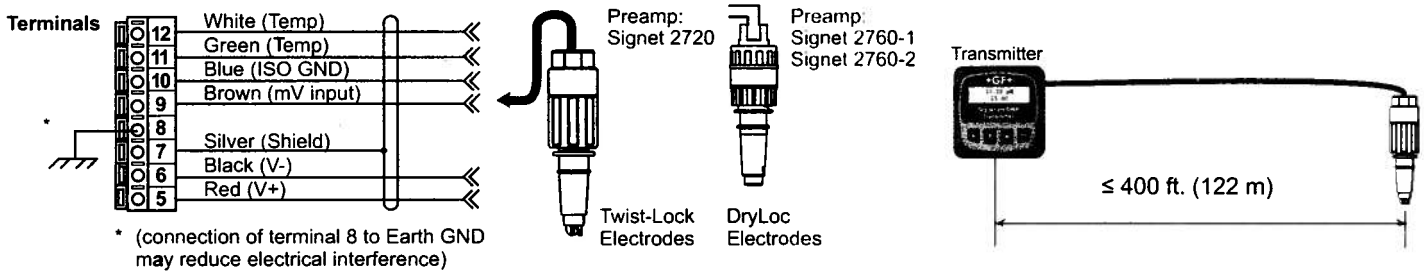 Terminals
12 White (Temp)
11 Green (Temp)
10 Blue (ISO GND)
9 Brown (mV input)
* 8
7 Silver (Shield)
6 Black (V-)
5 Red (V+)
* (connection of terminal 8 to Earth GND
may reduce electrical interference)
Preamp:
Signet 2720
Twist-Lock
Electrodes
Preamp:
Signet 2760-1
Signet 2760-2
DryLoc
Electrodes
Transmitter
+GF+
≤ 400 ft. (122 m)